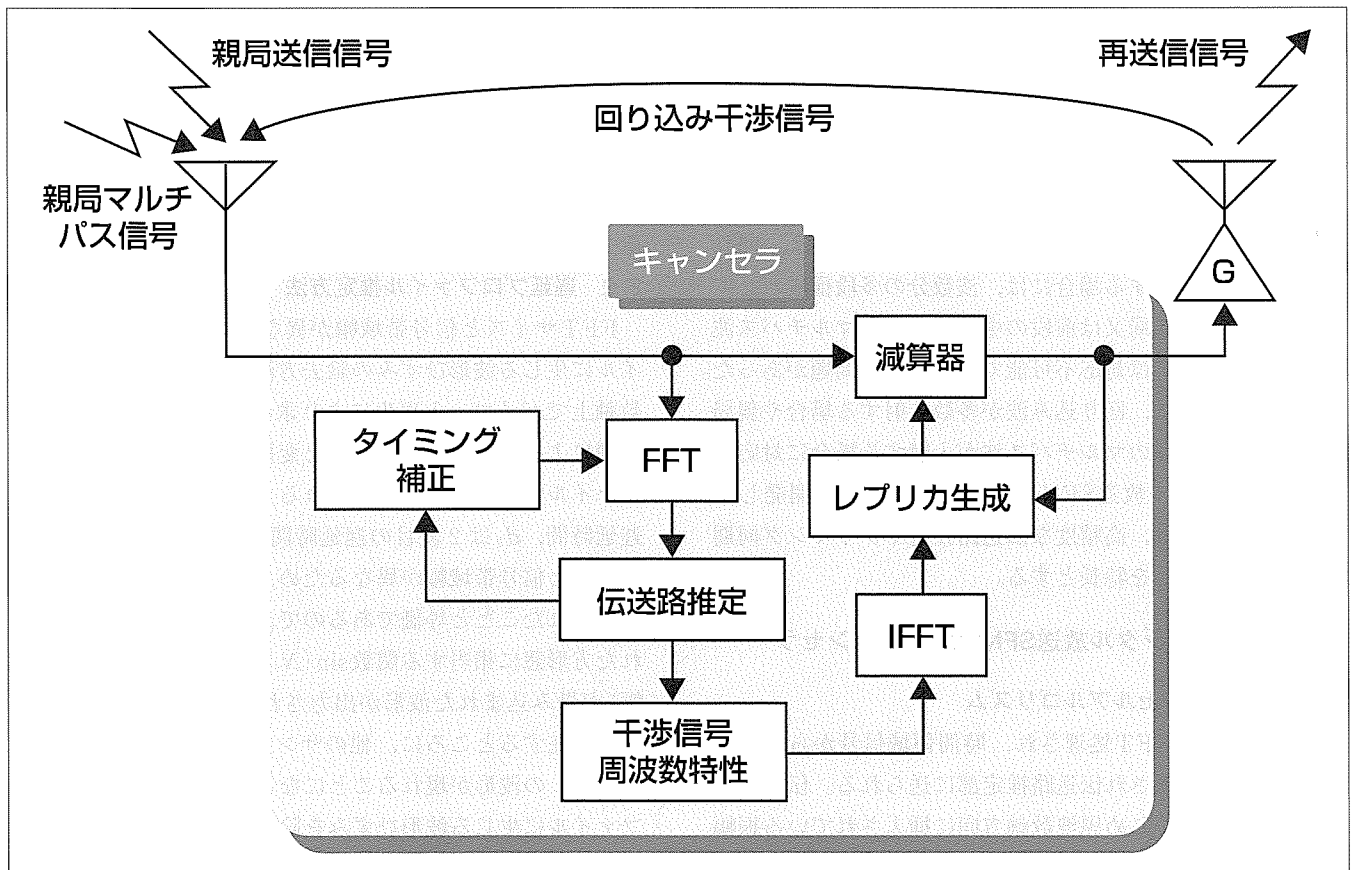 親局送信信号
再送信信号
回り込み干渉信号
親局マルチ
パス信号
キャンセラ
G
減算器
タイミング
補正
FFT
レプリカ生成
伝送路推定
IFFT
干渉信号
周波数特性